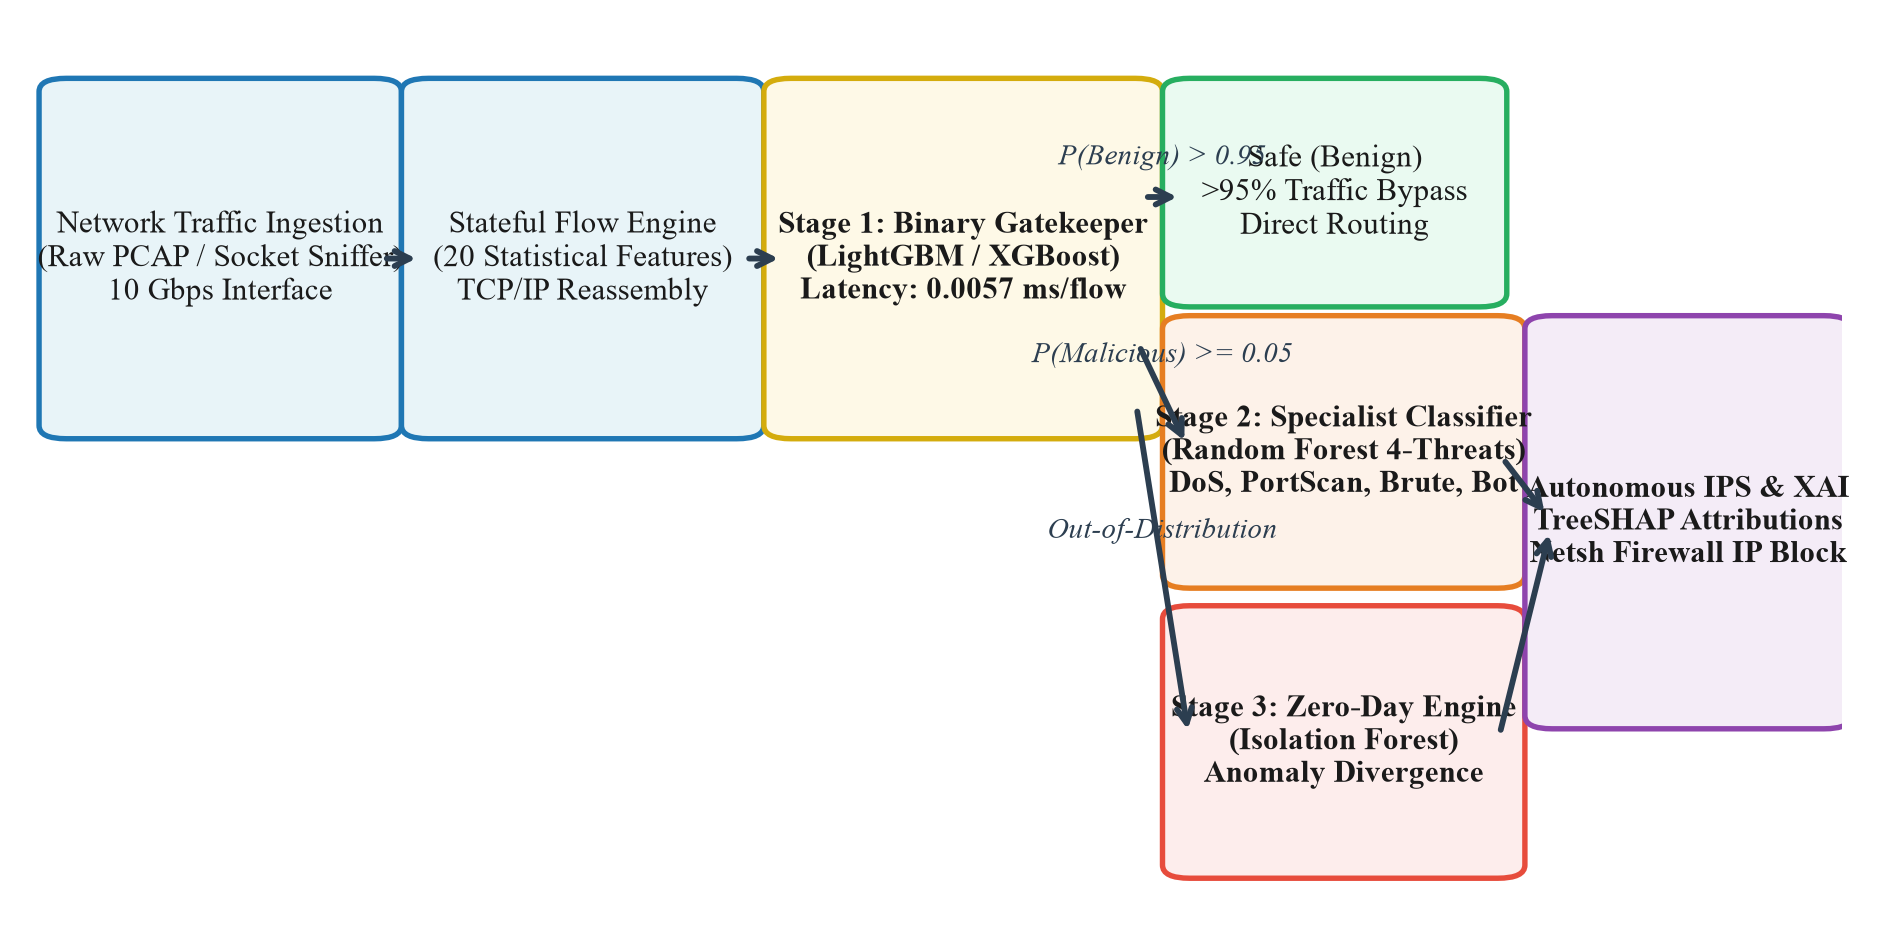 Network Traffic Ingestion
(Raw PCAP / Socket Sniffer)
10 Gbps Interface
Stateful Flow Engine
(20 Statistical Features)
TCP/IP Reassembly
Stage 1: Binary Gatekeeper
(LightGBM / XGBoost)
Latency: 0.0057 ms/flow
P(Benign) > 0.95
Safe (Benign)
>95% Traffic Bypass
Direct Routing
P(Malicious) >= 0.05
Stage 2: Specialist Classifier
(Random Forest 4-Threats)
DoS, PortScan, Brute, Bot
Out-of-Distribution
Stage 3: Zero-Day Engine
(Isolation Forest)
Anomaly Divergence
Autonomous IPS & XAI
TreeSHAP Attributions
Netsh Firewall IP Block